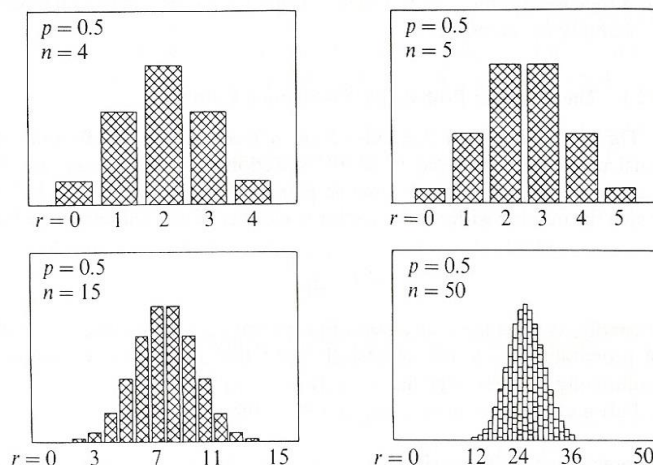 p = 0.5
n = 4
r = 0 1 2 3 4
p = 0.5
n = 5
r = 0 1 2 3 4 5
p = 0.5
n = 15
r = 0 3 7 11 15
p = 0.5
n = 50
r = 0 12 24 36 50